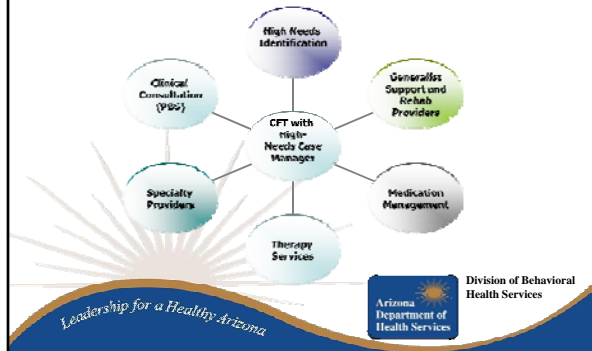 High Needs
Identification
Clinical
Consultation
(PBS)
Generalist
Support and
Rehab
Providers
CFT with
High-
Needs Case
Manager
Specialty
Providers
Medication
Management
Therapy
Services
Leadership for a Healthy Arizona
Arizona
Department of
Health Services
Division of Behavioral
Health Services